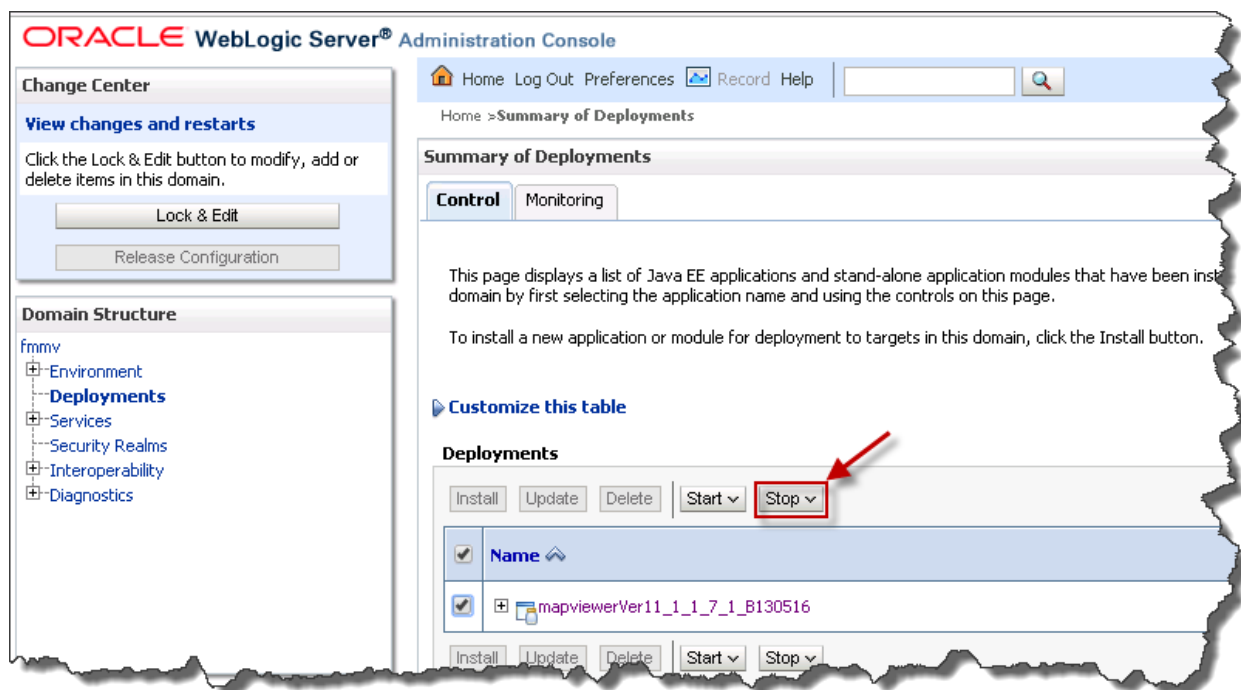 ORACLE WebLogic Server® Administration Console
Change Center
View changes and restarts
Click the Lock & Edit button to modify, add or
delete items in this domain.
Lock & Edit
Release Configuration
Domain Structure
fmmv
Environment
Deployments
Services
Security Realms
Interoperability
Diagnostics
Home Log Out Preferences Record Help
Home >Summary of Deployments
Summary of Deployments
Control Monitoring
This page displays a list of Java EE applications and stand-alone application modules that have been inst
domain by first selecting the application name and using the controls on this page.
To install a new application or module for deployment to targets in this domain, click the Install button.
Customize this table
Deployments
Install Update Delete Start Stop
Name
mapviewerVer11_1_1_7_1_B130516
Install Update Delete Start Stop